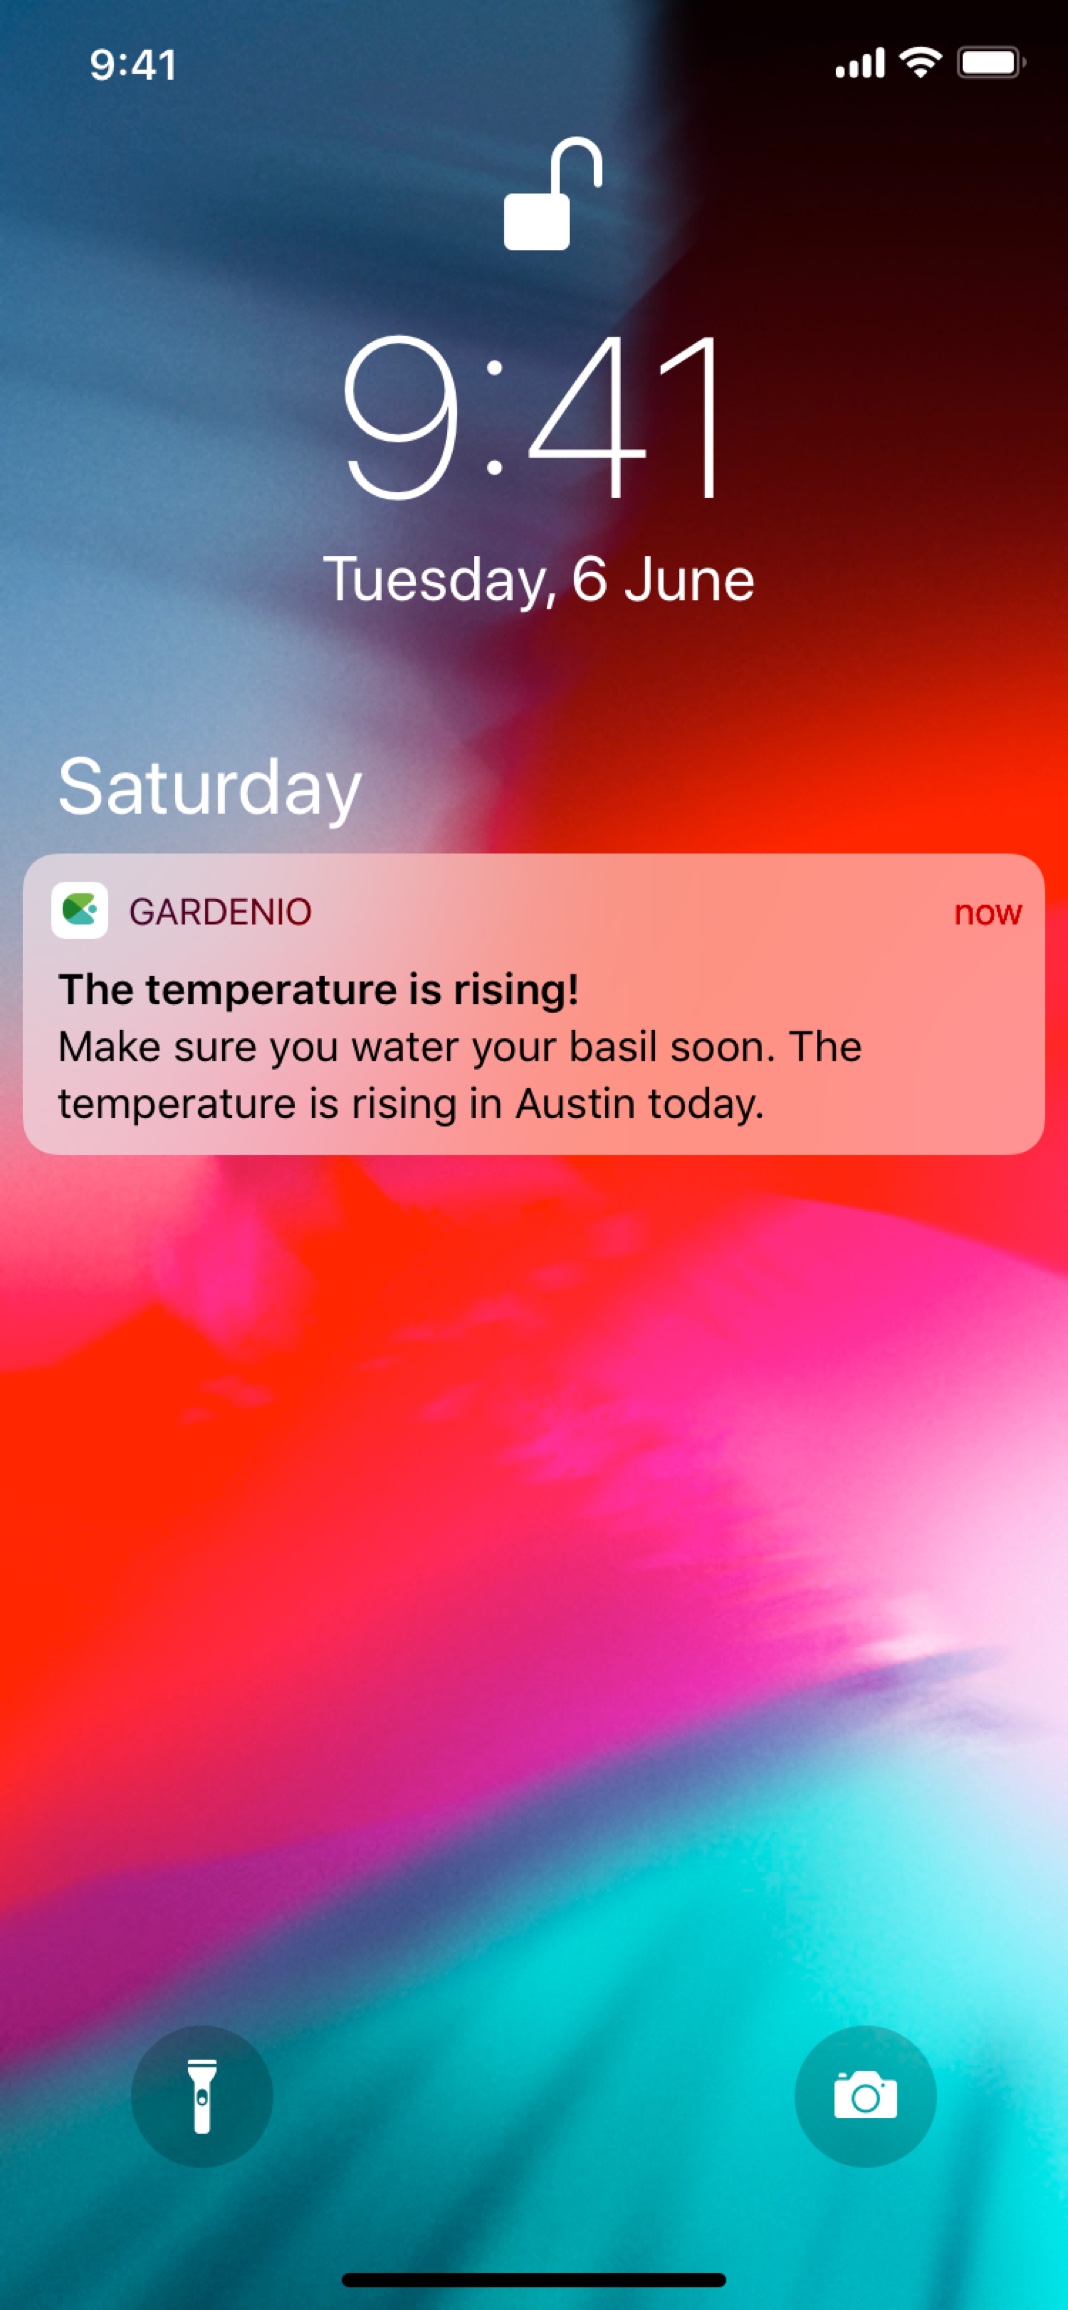 9:41
9:41
Tuesday, 6 June
Saturday
GARDENIO
now
The temperature is rising!
Make sure you water your basil soon. The
temperature is rising in Austin today.